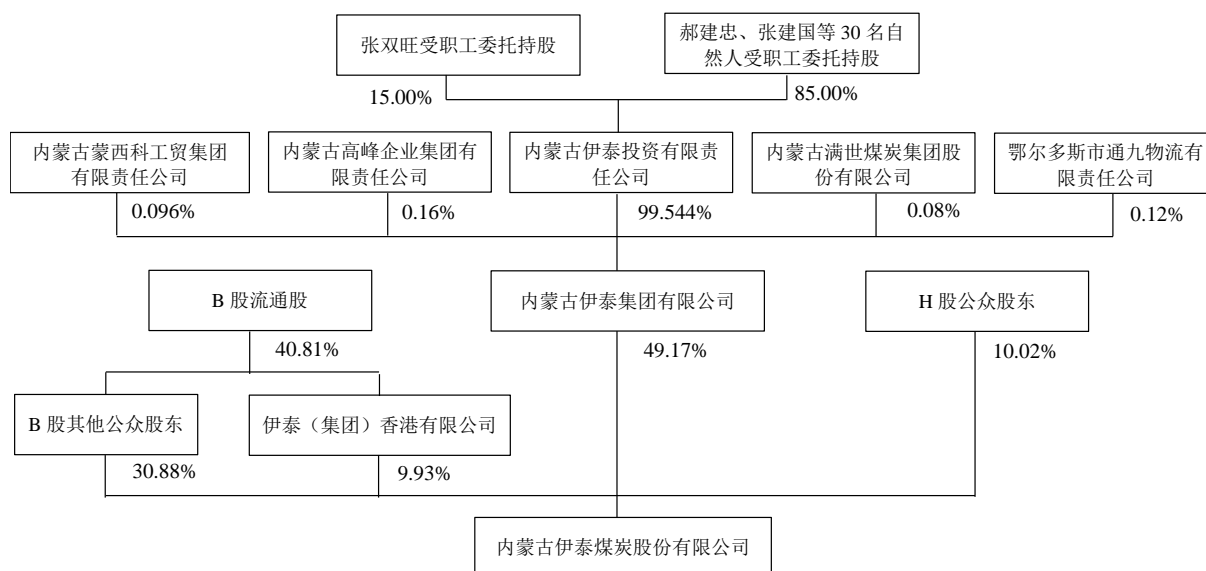 张双旺受职工委托持股
郝建忠、张建国等 30 名自
然人受职工委托持股
15.00%
85.00%
内蒙古蒙西科工贸集团
有限责任公司
内蒙古高峰企业集团有
限责任公司
内蒙古伊泰投资有限责
任公司
内蒙古满世煤炭集团股
份有限公司
鄂尔多斯市通九物流有
限责任公司
0.096%
0.16%
99.544%
0.08%
0.12%
B 股流通股
内蒙古伊泰集团有限公司
H 股公众股东
40.81%
49.17%
10.02%
B 股其他公众股东
伊泰（集团）香港有限公司
30.88%
9.93%
内蒙古伊泰煤炭股份有限公司